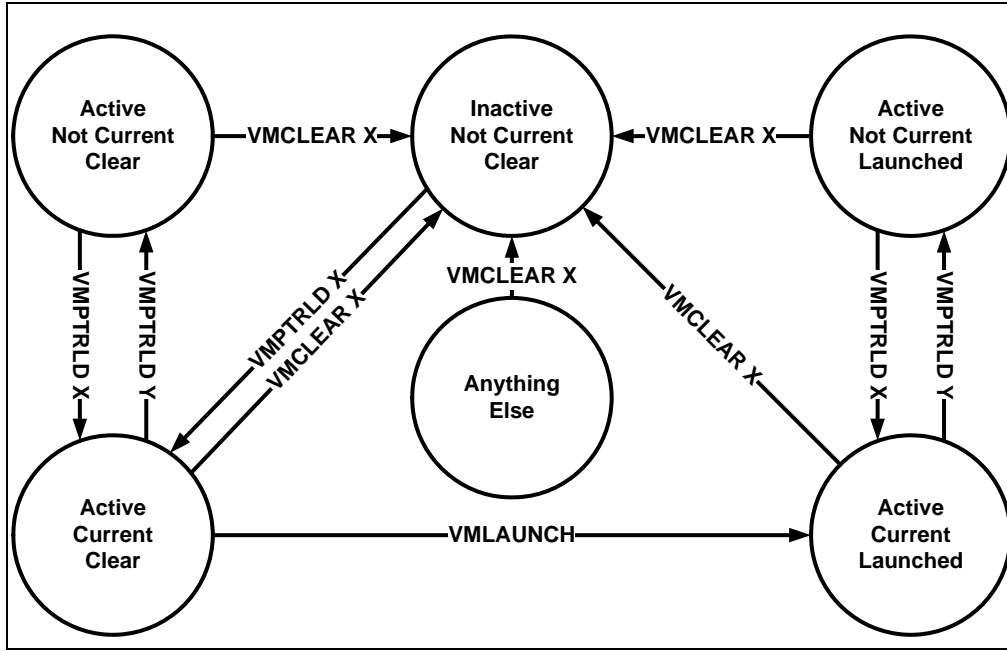 Active
Not Current
Clear
VMCLEAR X
Inactive
Not Current
Clear
VMCLEAR X
Active
Not Current
Launched
VMPTRLD X
VMPTRLD Y
VMPTRLD X
VMCLEAR X
VMCLEAR X
Anything
Else
VMCLEAR X
VMPTRLD X
VMPTRLD Y
Active
Current
Clear
VMLAUNCH
Active
Current
Launched